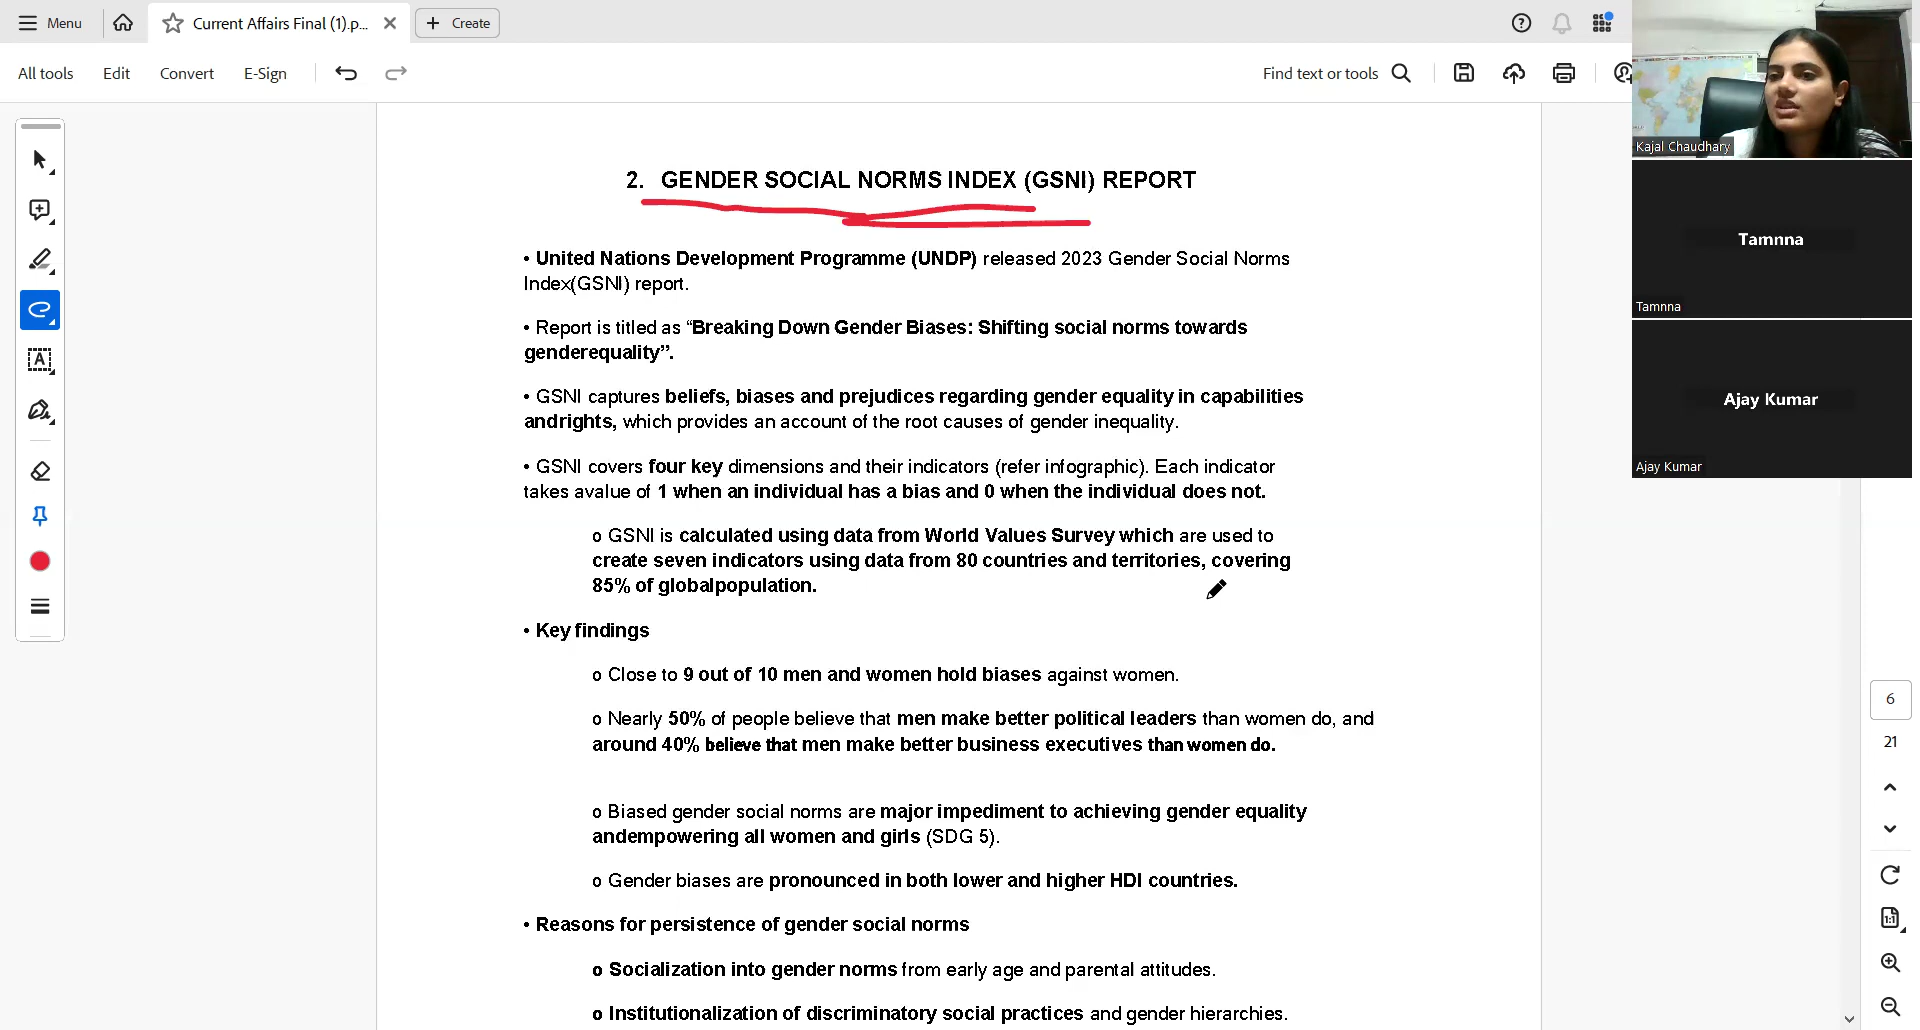 Menu
Current Affairs Final (1).p...
Create
All tools
Edit
Convert
E-Sign
Find text or tools
Kajal Chaudhary
Tamnna
Tamnna
Ajay Kumar
Ajay Kumar
2. GENDER SOCIAL NORMS INDEX (GSNI) REPORT
• United Nations Development Programme (UNDP) released 2023 Gender Social Norms
Index(GSNI) report.
• Report is titled as “Breaking Down Gender Biases: Shifting social norms towards
genderequality”.
• GSNI captures beliefs, biases and prejudices regarding gender equality in capabilities
andrights, which provides an account of the root causes of gender inequality.
• GSNI covers four key dimensions and their indicators (refer infographic). Each indicator
takes avalue of 1 when an individual has a bias and 0 when the individual does not.
o GSNI is calculated using data from World Values Survey which are used to
create seven indicators using data from 80 countries and territories, covering
85% of globalpopulation.
• Key findings
o Close to 9 out of 10 men and women hold biases against women.
o Nearly 50% of people believe that men make better political leaders than women do, and
around 40% believe that men make better business executives than women do.
o Biased gender social norms are major impediment to achieving gender equality
andempowering all women and girls (SDG 5).
o Gender biases are pronounced in both lower and higher HDI countries.
• Reasons for persistence of gender social norms
o Socialization into gender norms from early age and parental attitudes.
o Institutionalization of discriminatory social practices and gender hierarchies.
6
21
1:1